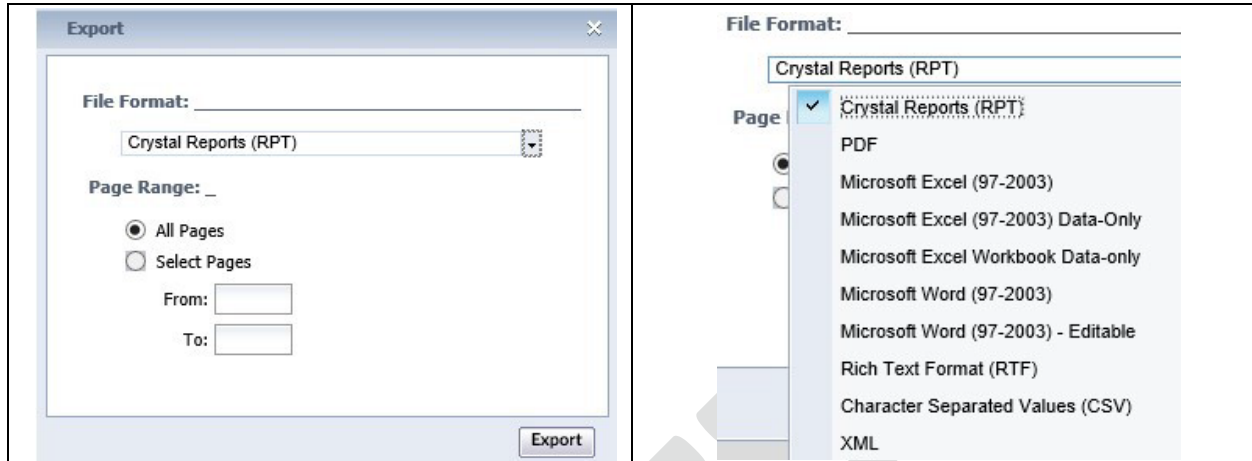 Export
File Format:
Crystal Reports (RPT)
Page Range:
All Pages
Select Pages
From:
To:
Export
File Format:
Crystal Reports (RPT)
Page
Crystal Reports (RPT)
PDF
Microsoft Excel (97-2003)
Microsoft Excel (97-2003) Data-Only
Microsoft Excel Workbook Data-only
Microsoft Word (97-2003)
Microsoft Word (97-2003) - Editable
Rich Text Format (RTF)
Character Separated Values (CSV)
XML